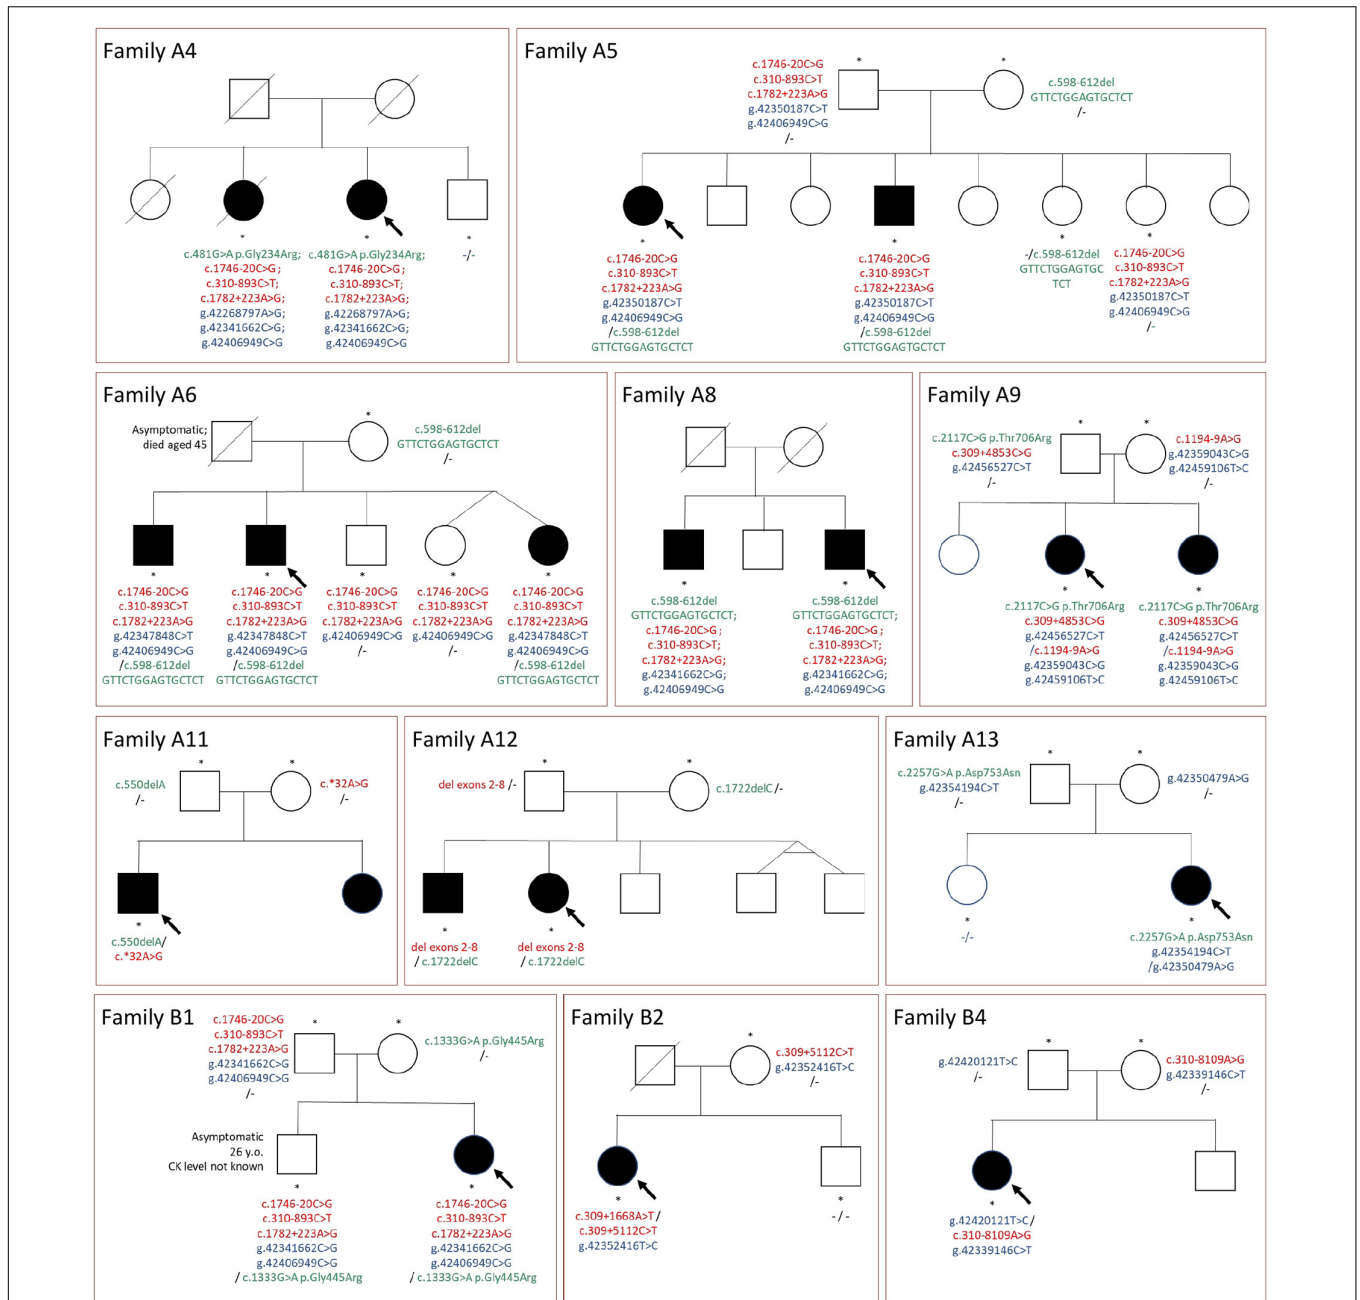 Family A4
*
c.481G>A p.Gly234Arg;
c.1746-20C>G;
c.310-893C>T;
c.1782+223A>G;
g.42268797A>G;
g.42341662C>G;
g.42406949C>G
*
c.481G>A p.Gly234Arg;
c.1746-20C>G;
c.310-893C>T;
c.1782+223A>G;
g.42268797A>G;
g.42341662C>G;
g.42406949C>G
*
-/-
Family A5
c.1746-20C>G
c.310-893C>T
c.1782+223A>G
g.42350187C>T
g.42406949C>G
/-
*
*
c.598-612del
GTTCTGGAGTGCTCT
/-
*
c.1746-20C>G
c.310-893C>T
c.1782+223A>G
g.42350187C>T
g.42406949C>G
/c.598-612del
GTTCTGGAGTGCTCT
*
c.1746-20C>G
c.310-893C>T
c.1782+223A>G
g.42350187C>T
g.42406949C>G
/c.598-612del
GTTCTGGAGTGCTCT
*
-/c.598-612del
GTTCTGGAGTGC
TCT
*
c.1746-20C>G
c.310-893C>T
c.1782+223A>G
g.42350187C>T
g.42406949C>G
/-
Family A6
Asymptomatic;
died aged 45
*
c.598-612del
GTTCTGGAGTGCTCT
/-
*
c.1746-20C>G
c.310-893C>T
c.1782+223A>G
g.42347848C>T
g.42406949C>G
/c.598-612del
GTTCTGGAGTGCTCT
*
c.1746-20C>G
c.310-893C>T
c.1782+223A>G
g.42347848C>T
g.42406949C>G
/c.598-612del
GTTCTGGAGTGCTCT
*
c.1746-20C>G
c.310-893C>T
c.1782+223A>G
g.42406949C>G
/-
*
c.1746-20C>G
c.310-893C>T
c.1782+223A>G
g.42406949C>G
/-
*
c.1746-20C>G
c.310-893C>T
c.1782+223A>G
g.42347848C>T
g.42406949C>G
/c.598-612del
GTTCTGGAGTGCTCT
Family A8
*
c.598-612del
GTTCTGGAGTGCTCT;
c.1746-20C>G ;
c.310-893C>T;
c.1782+223A>G;
g.42341662C>G;
g.42406949C>G
*
c.598-612del
GTTCTGGAGTGCTCT;
c.1746-20C>G ;
c.310-893C>T;
c.1782+223A>G;
g.42341662C>G;
g.42406949C>G
Family A9
c.2117C>G p.Thr706Arg
c.309+4853C>G
g.42456527C>T
/-
*
*
c.1194-9A>G
g.42359043C>G
g.42459106T>C
/-
*
c.2117C>G p.Thr706Arg
c.309+4853C>G
g.42456527C>T
/c.1194-9A>G
g.42359043C>G
g.42459106T>C
*
c.2117C>G p.Thr706Arg
c.309+4853C>G
g.42456527C>T
/c.1194-9A>G
g.42359043C>G
g.42459106T>C
Family A11
c.550delA
/-
*
*
c.*32A>G
/-
*
c.550delA/
c.*32A>G
Family A12
del exons 2-8 /-
*
*
c.1722delC/-
*
del exons 2-8
/ c.1722delC
*
del exons 2-8
/ c.1722delC
Family A13
c.2257G>A p.Asp753Asn
g.42354194C>T
/-
*
*
g.42350479A>G
/-
*
-/-
*
c.2257G>A p.Asp753Asn
g.42354194C>T
/g.42350479A>G
Family B1
c.1746-20C>G
c.310-893C>T
c.1782+223A>G
g.42341662C>G
g.42406949C>G
/-
*
*
c.1333G>A p.Gly445Arg
/-
Asymptomatic
26 y.o.
CK level not known
*
c.1746-20C>G
c.310-893C>T
c.1782+223A>G
g.42341662C>G
g.42406949C>G
/ c.1333G>A p.Gly445Arg
*
c.1746-20C>G
c.310-893C>T
c.1782+223A>G
g.42341662C>G
g.42406949C>G
/ c.1333G>A p.Gly445Arg
Family B2
*
c.309+5112C>T
g.42352416T>C
/-
*
c.309+1668A>T/
c.309+5112C>T
g.42352416T>C
*
-/-
Family B4
g.42420121T>C
/-
*
*
c.310-8109A>G
g.42339146C>T
/-
*
g.42420121T>C/
c.310-8109A>G
g.42339146C>T